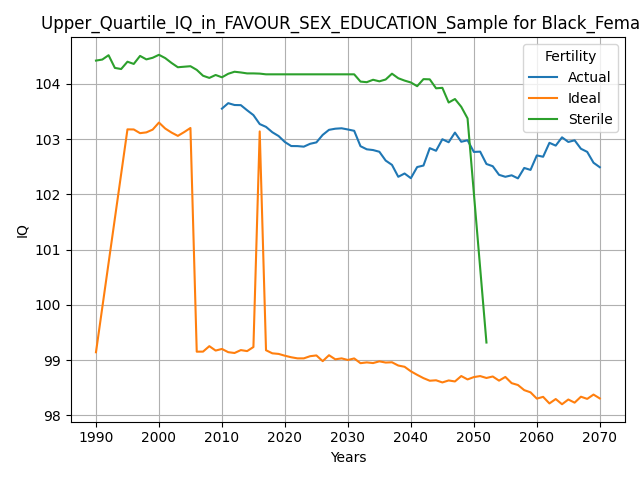 Upper_Quartile_IQ_in_FAVOUR_SEX_EDUCATION_Sample for Black_Fema
Fertility
Actual
Ideal
Sterile
104
103
102
101
100
99
98
IQ
1990 2000 2010 2020 2030 2040 2050 2060 2070
Years